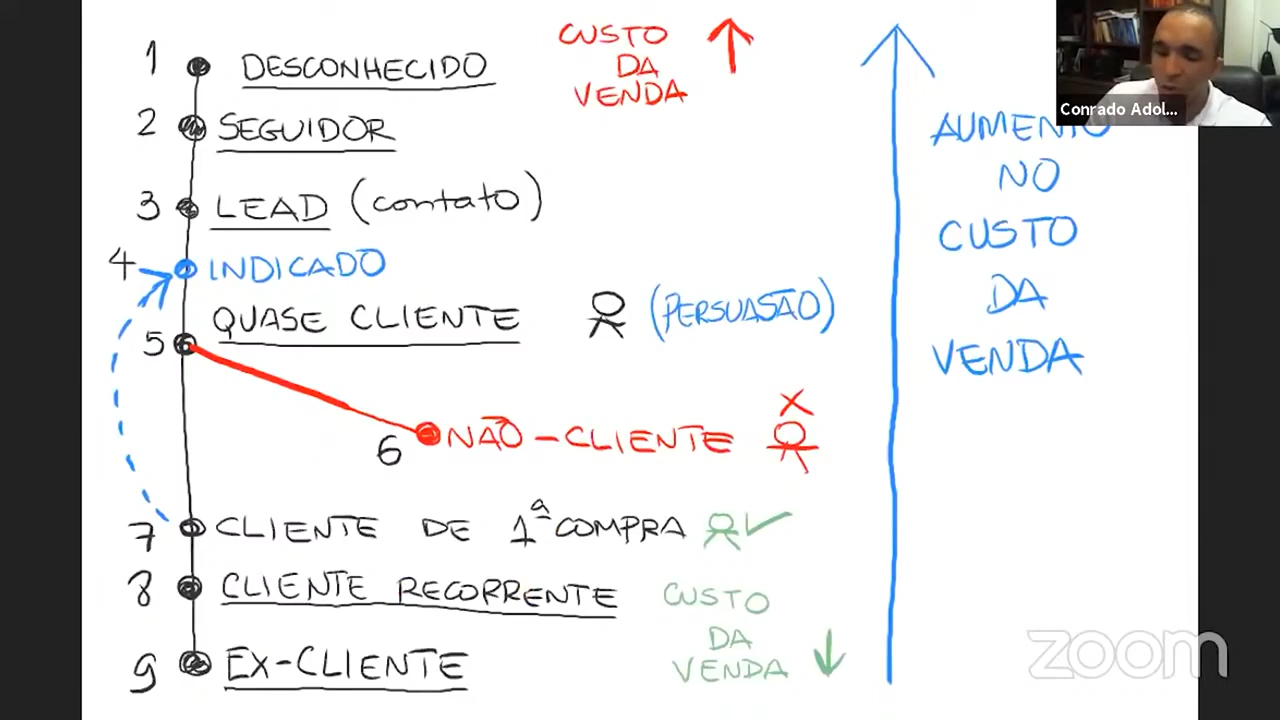 1 DESCONHECIDO
CUSTO
DA
VENDA
2 SEGUIDOR
3 LEAD (contato)
4 INDICADO
5 QUASE CLIENTE (PERSUASÃO)
6 NÃO-CLIENTE X
7 CLIENTE DE 1ª COMPRA
8 CLIENTE RECORRENTE
9 EX-CLIENTE
CUSTO
DA
VENDA
AUMENTO
NO
CUSTO
DA
VENDA
Conrado Adol...
zoom